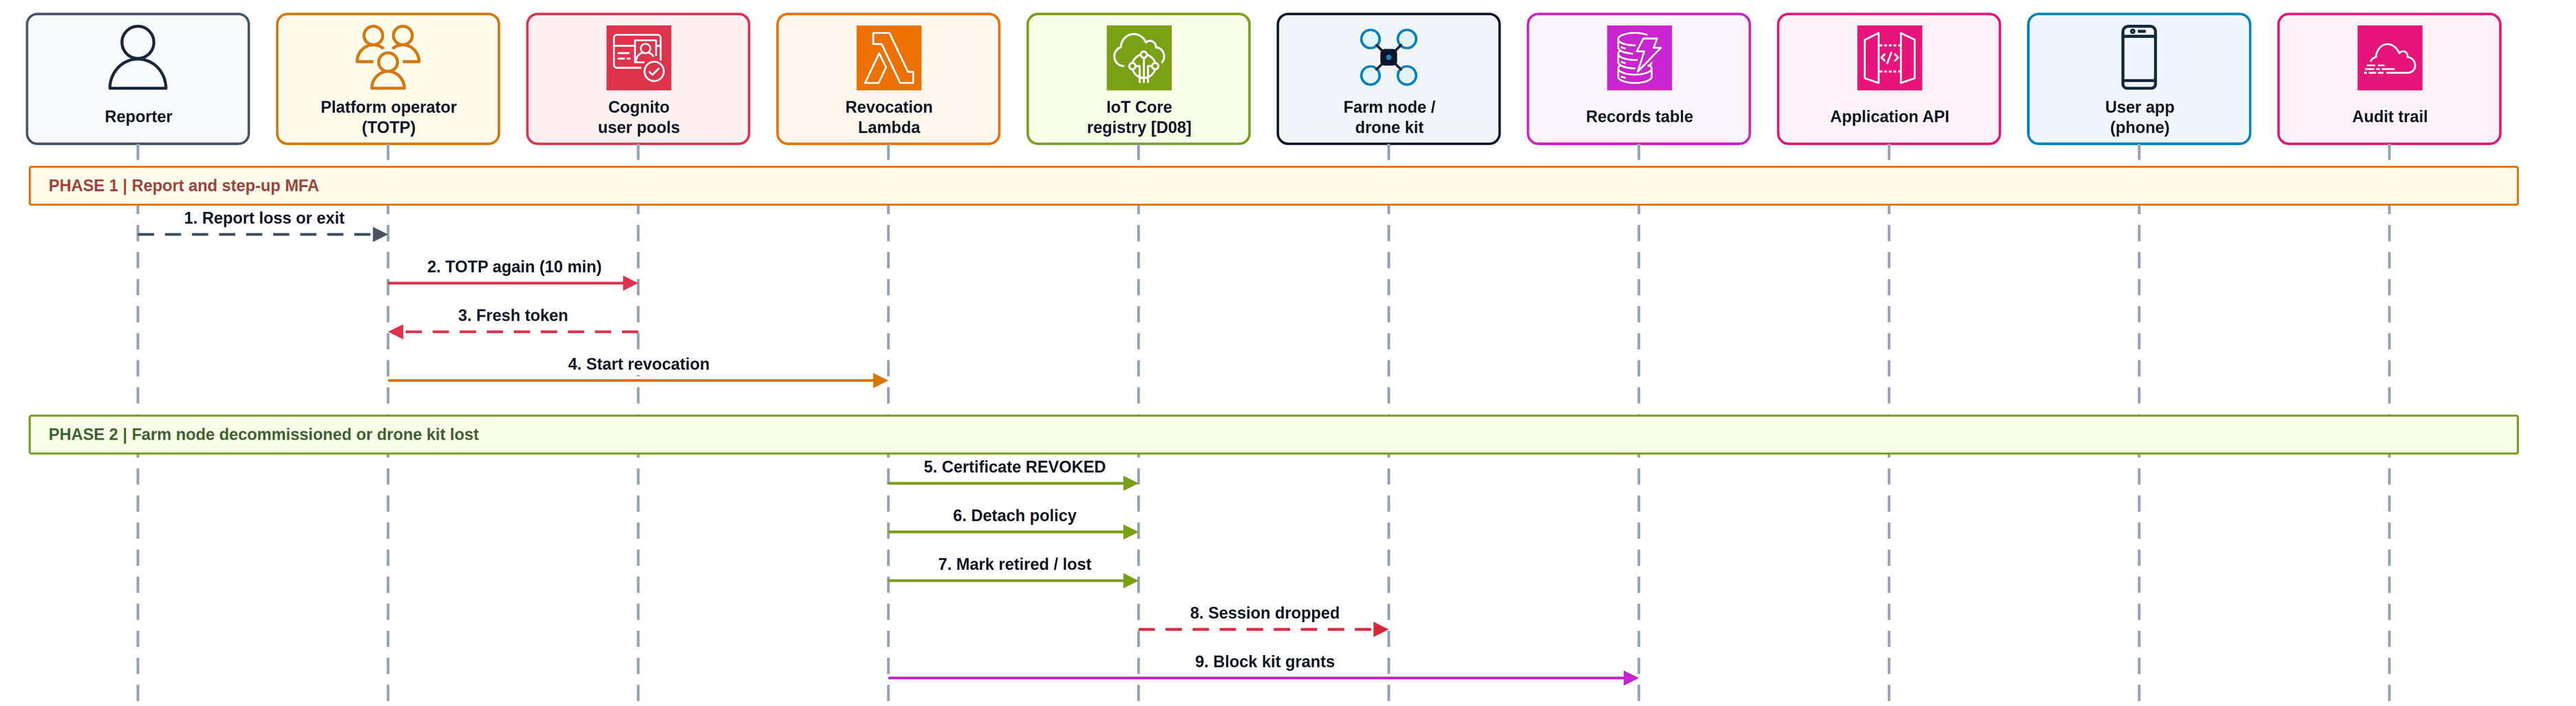 Reporter
Platform operator
(TOTP)
Cognito
user pools
Revocation
Lambda
IoT Core
registry [D08]
Farm node /
drone kit
Records table
Application API
User app
(phone)
Audit trail
PHASE 1 | Report and step-up MFA
1. Report loss or exit
2. TOTP again (10 min)
3. Fresh token
4. Start revocation
PHASE 2 | Farm node decommissioned or drone kit lost
5. Certificate REVOKED
6. Detach policy
7. Mark retired / lost
8. Session dropped
9. Block kit grants